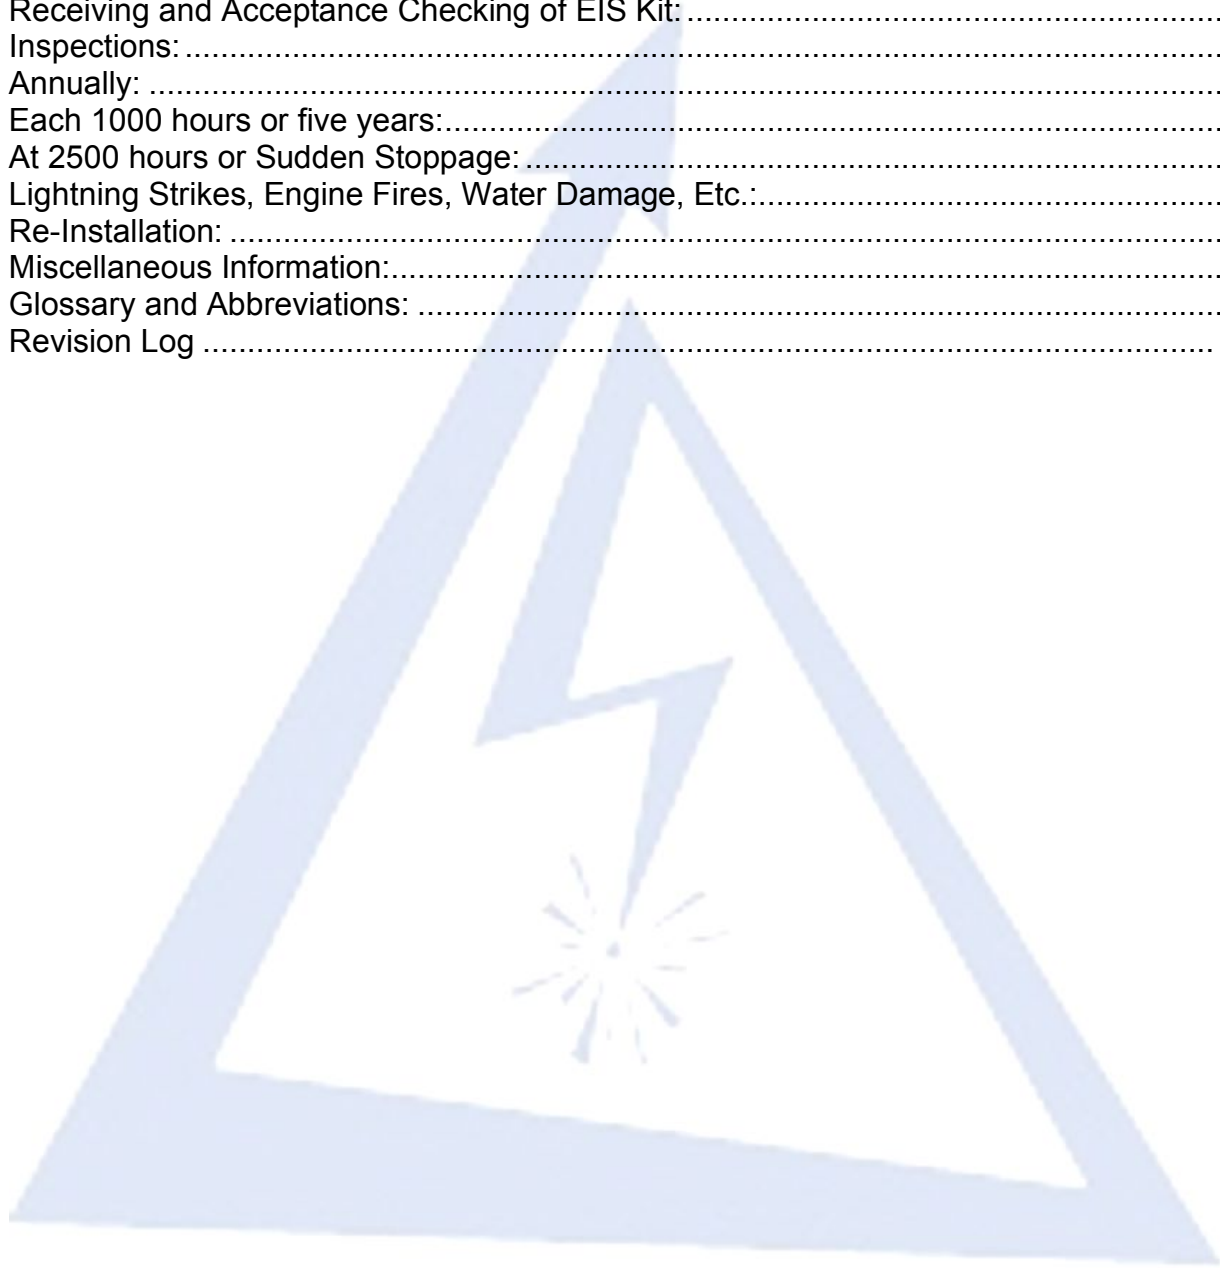 Receiving and Acceptance Checking of EIS Kit:..............................................................
Inspections:.....................................................................................................................
Annually: .........................................................................................................................
Each 1000 hours or five years:.........................................................................................
At 2500 hours or Sudden Stoppage:................................................................................
Lightning Strikes, Engine Fires, Water Damage, Etc.:.....................................................
Re-Installation: ................................................................................................................
Miscellaneous Information:..............................................................................................
Glossary and Abbreviations: ...........................................................................................
Revision Log ...................................................................................................................